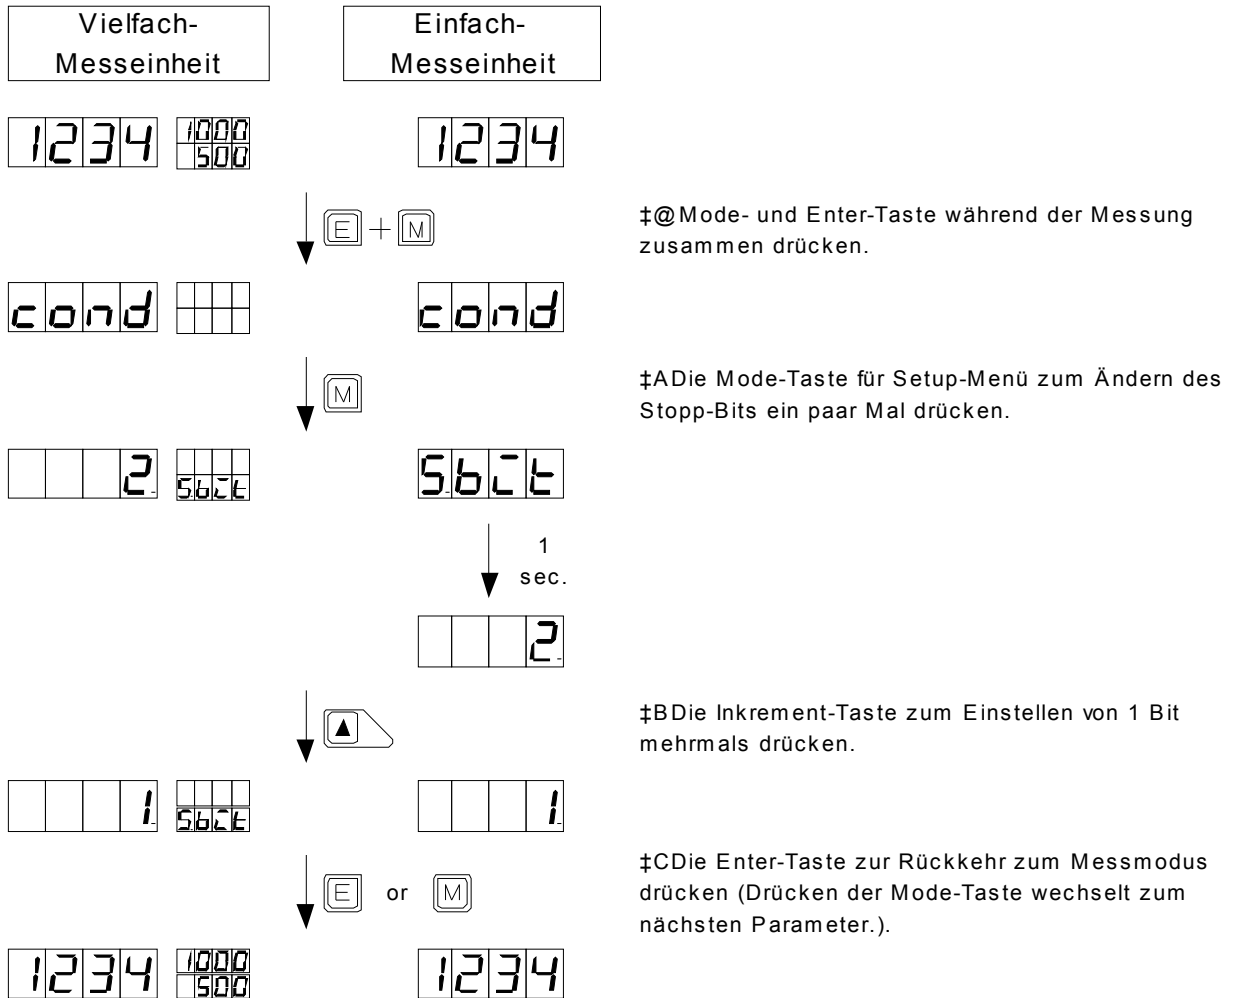 Vielfach-
Messeinheit
Einfach-
Messeinheit
1234 1000 1234
500
E + M
‡@Mode- und Enter-Taste während der Messung
zusammen drücken.
cond cond
M
‡ADie Mode-Taste für Setup-Menü zum Ändern des
Stopp-Bits ein paar Mal drücken.
2 S.bit S.bit
1
sec.
2
▲
‡BDie Inkrement-Taste zum Einstellen von 1 Bit
mehrmals drücken.
1 S.bit 1
E or M
‡CDie Enter-Taste zur Rückkehr zum Messmodus
drücken (Drücken der Mode-Taste wechselt zum
nächsten Parameter.).
1234 1000 1234
500